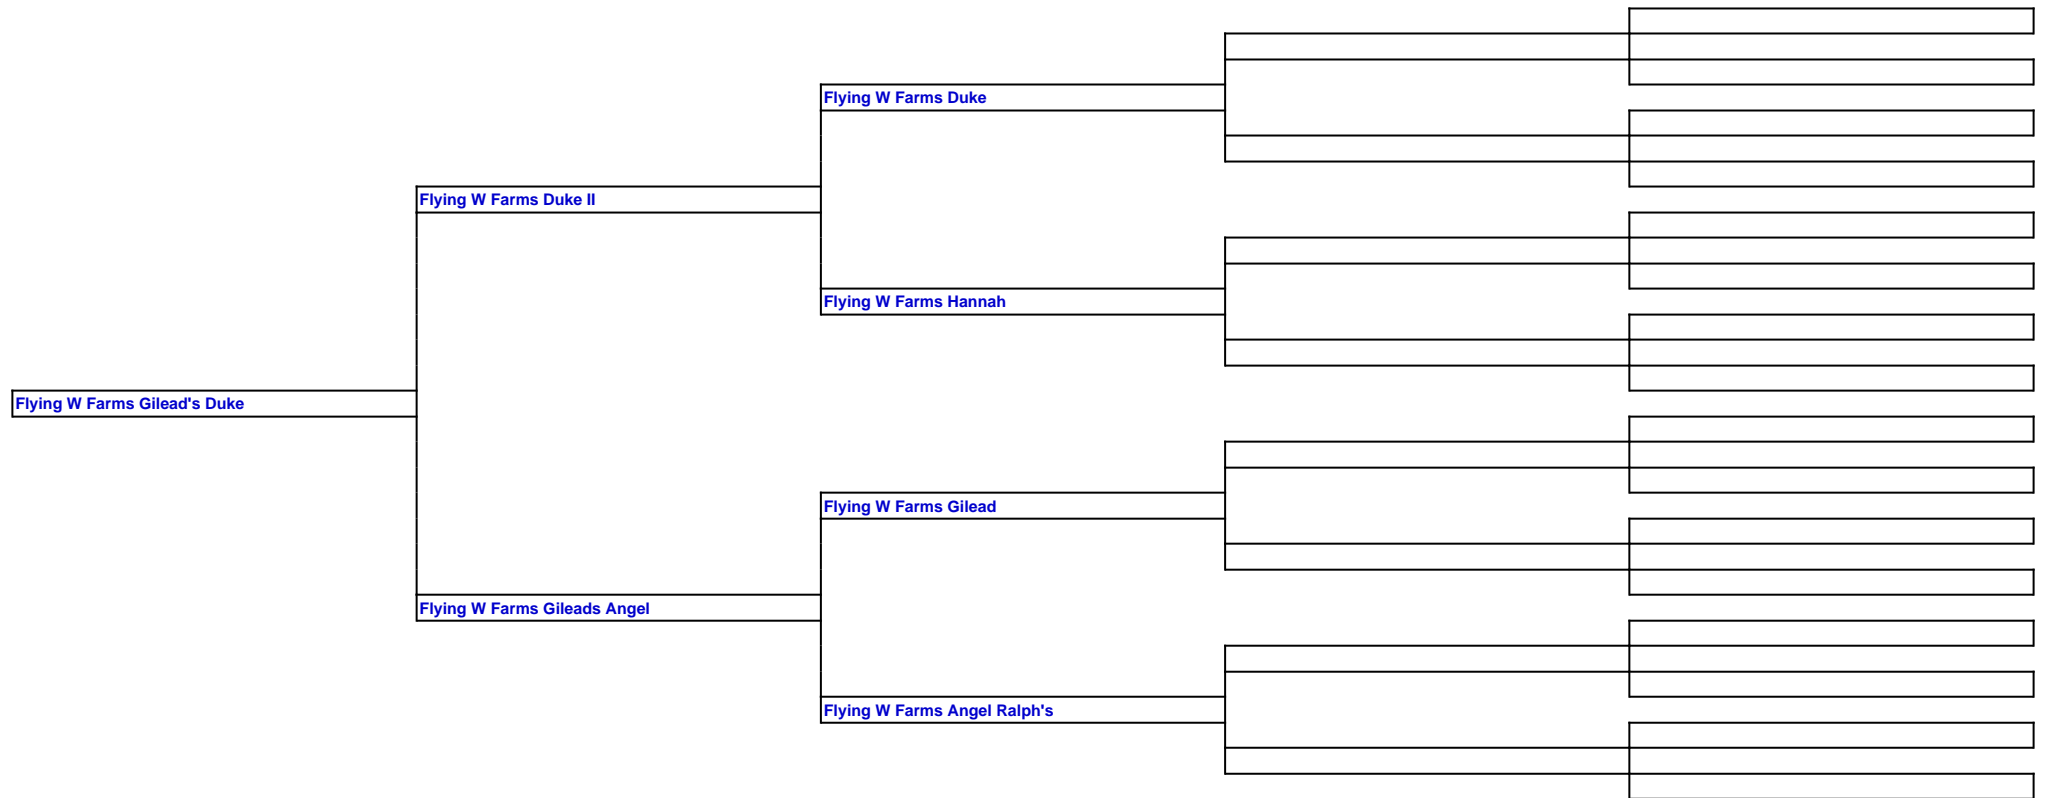 Flying W Farms Duke
Flying W Farms Duke II
Flying W Farms Hannah
Flying W Farms Gilead's Duke
Flying W Farms Gilead
Flying W Farms Gileads Angel
Flying W Farms Angel Ralph's